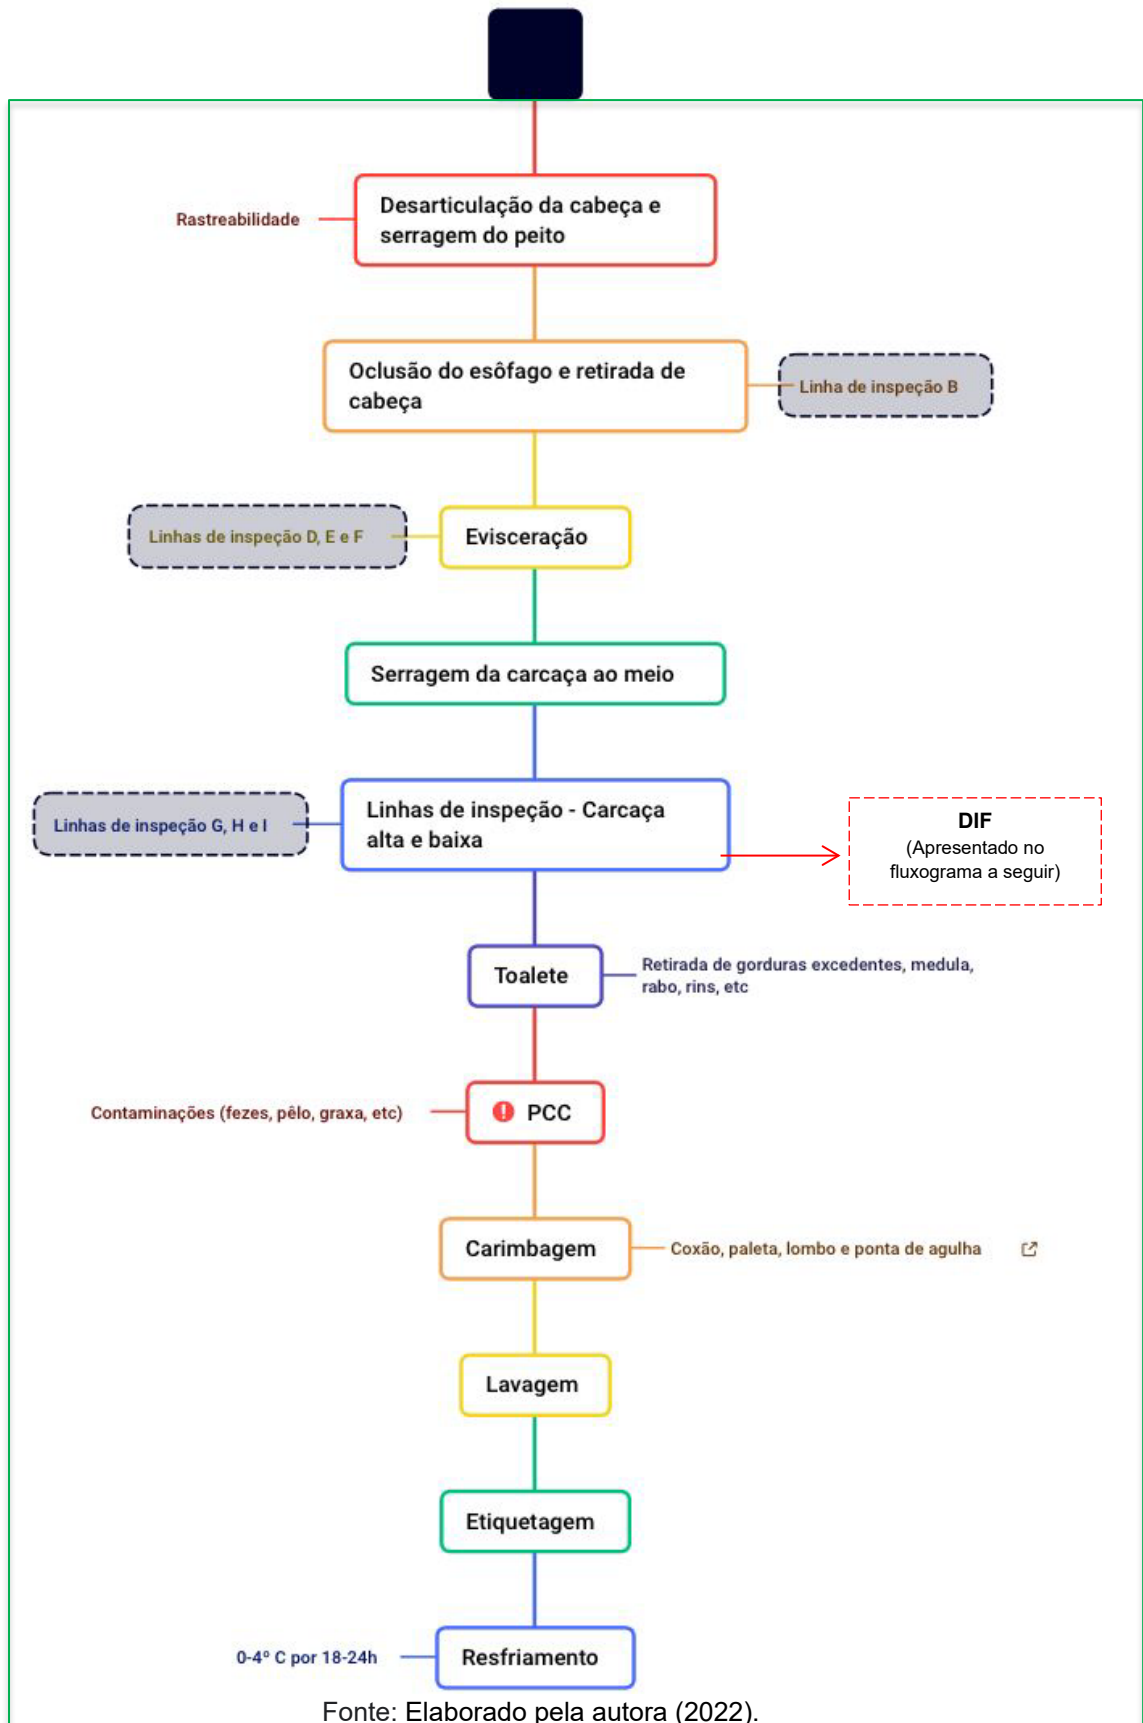 Rastreabilidade
Desarticulação da cabeça e
serragem do peito
Oclusão do esôfago e retirada de
cabeça
Linha de inspeção B
Linhas de inspeção D, E e F
Evisceração
Serragem da carcaça ao meio
Linhas de inspeção G, H e I
Linhas de inspeção - Carcaça
alta e baixa
DIF
(Apresentado no
fluxograma a seguir)
Toalete
Retirada de gorduras excedentes, medula,
rabo, rins, etc
Contaminações (fezes, pêlo, graxa, etc)
PCC
Carimbagem
Coxão, paleta, lombo e ponta de agulha
Lavagem
Etiquetagem
0-4º C por 18-24h
Resfriamento
Fonte: Elaborado pela autora (2022).